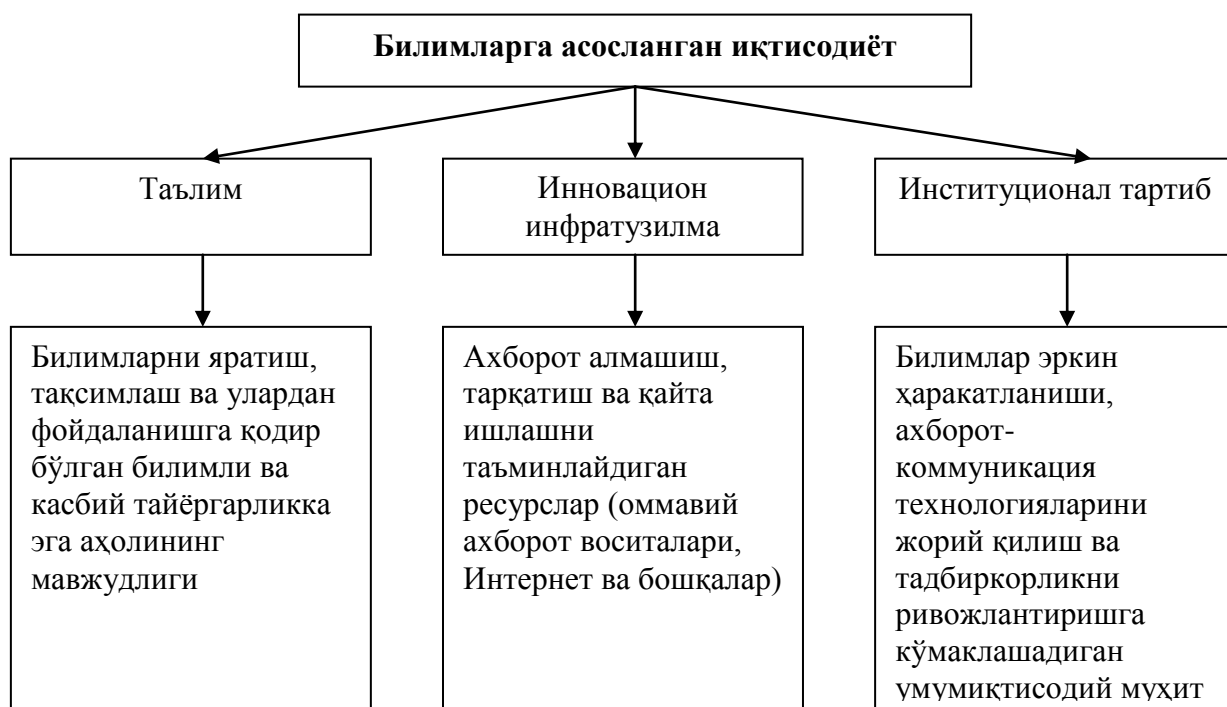 Билимларга асосланган иқтисодиёт
Таълим
Инновацион
инфратузилма
Институционал тартиб
Билимларни яратиш,
тақсимлаш ва улардан
фойдаланишга қодир
бўлган билимли ва
касбий тайёргарликка
эга аҳолининг
мавжудлиги
Ахборот алмашиш,
тарқатиш ва қайта
ишлашни
таъминлайдиган
ресурслар (оммавий
ахборот воситалари,
Интернет ва бошқалар)
Билимлар эркин
ҳаракатланиши,
ахборот-
коммуникация
технологияларини
жорий қилиш ва
тадбиркорликни
ривожлантиришга
кўмаклашадиган
умумиқтисодий муҳит